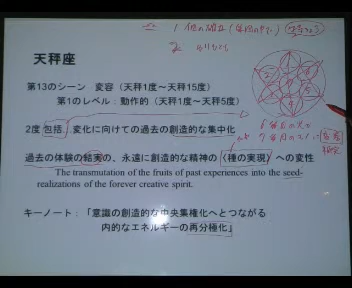 天秤座
第13のシーン 変容（天秤1度〜天秤15度）
第1のレベル：動作的（天秤1度〜天秤5度）
2度 包括、変化に向けての過去の創造的な集中化
過去の体験の結実の、永遠に創造的な精神の〈種の実現〉への変性
The transmutation of the fruits of past experiences into the seed-
realizations of the forever creative spirit.
キーノート：「意識の創造的な中央集権化へとつながる
内的なエネルギーの再分極化」